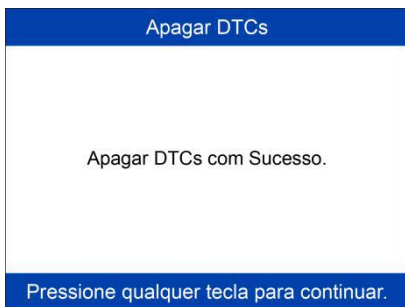 Apagar DTCs
Apagar DTCs com Sucesso.
Pressione qualquer tecla para continuar.